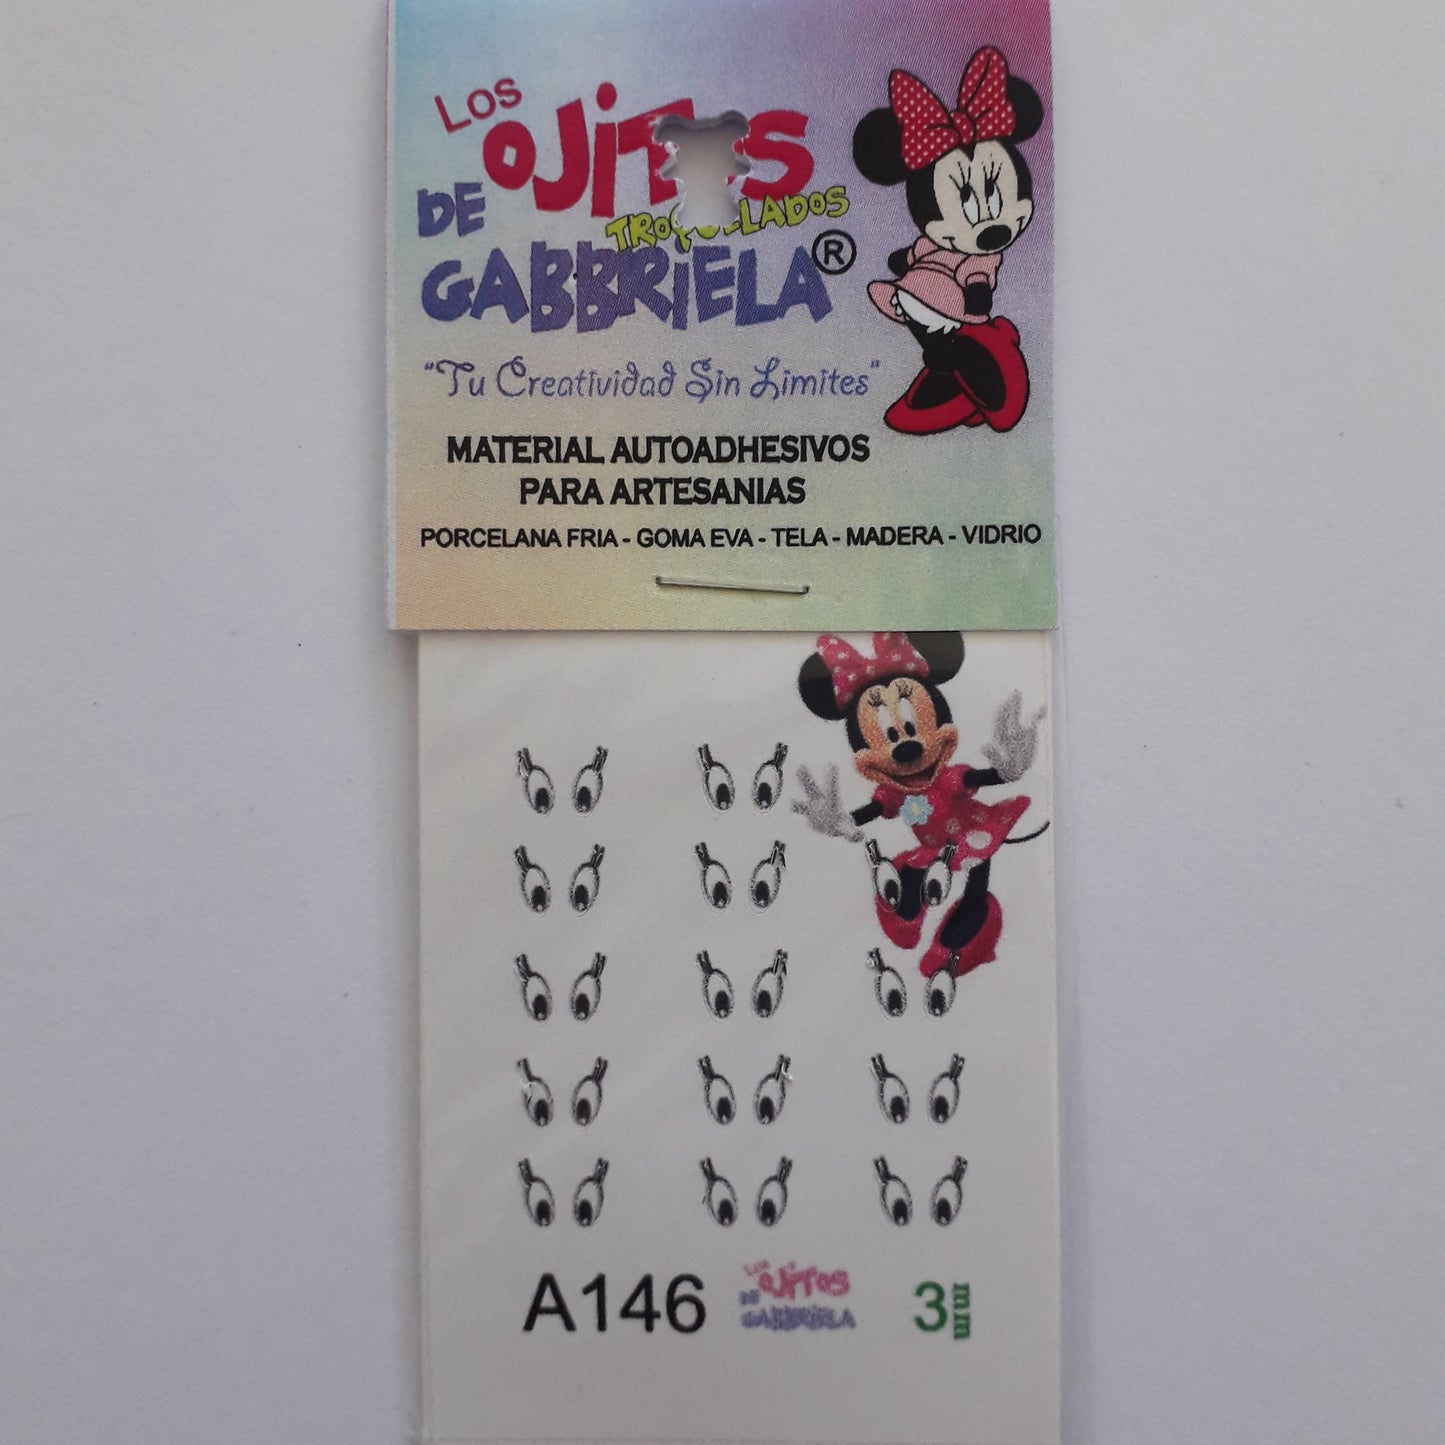 Los
OJiTOS
DE
TROQUELADOS
GABBRiELA®
"Tu Creatividad Sin Limites"
MATERIAL AUTOADHESIVOS
PARA ARTESANIAS
PORCELANA FRIA - GOMA EVA - TELA - MADERA - VIDRIO
A146
LOS
OJiTOS
DE
GABBRiELA
3mm